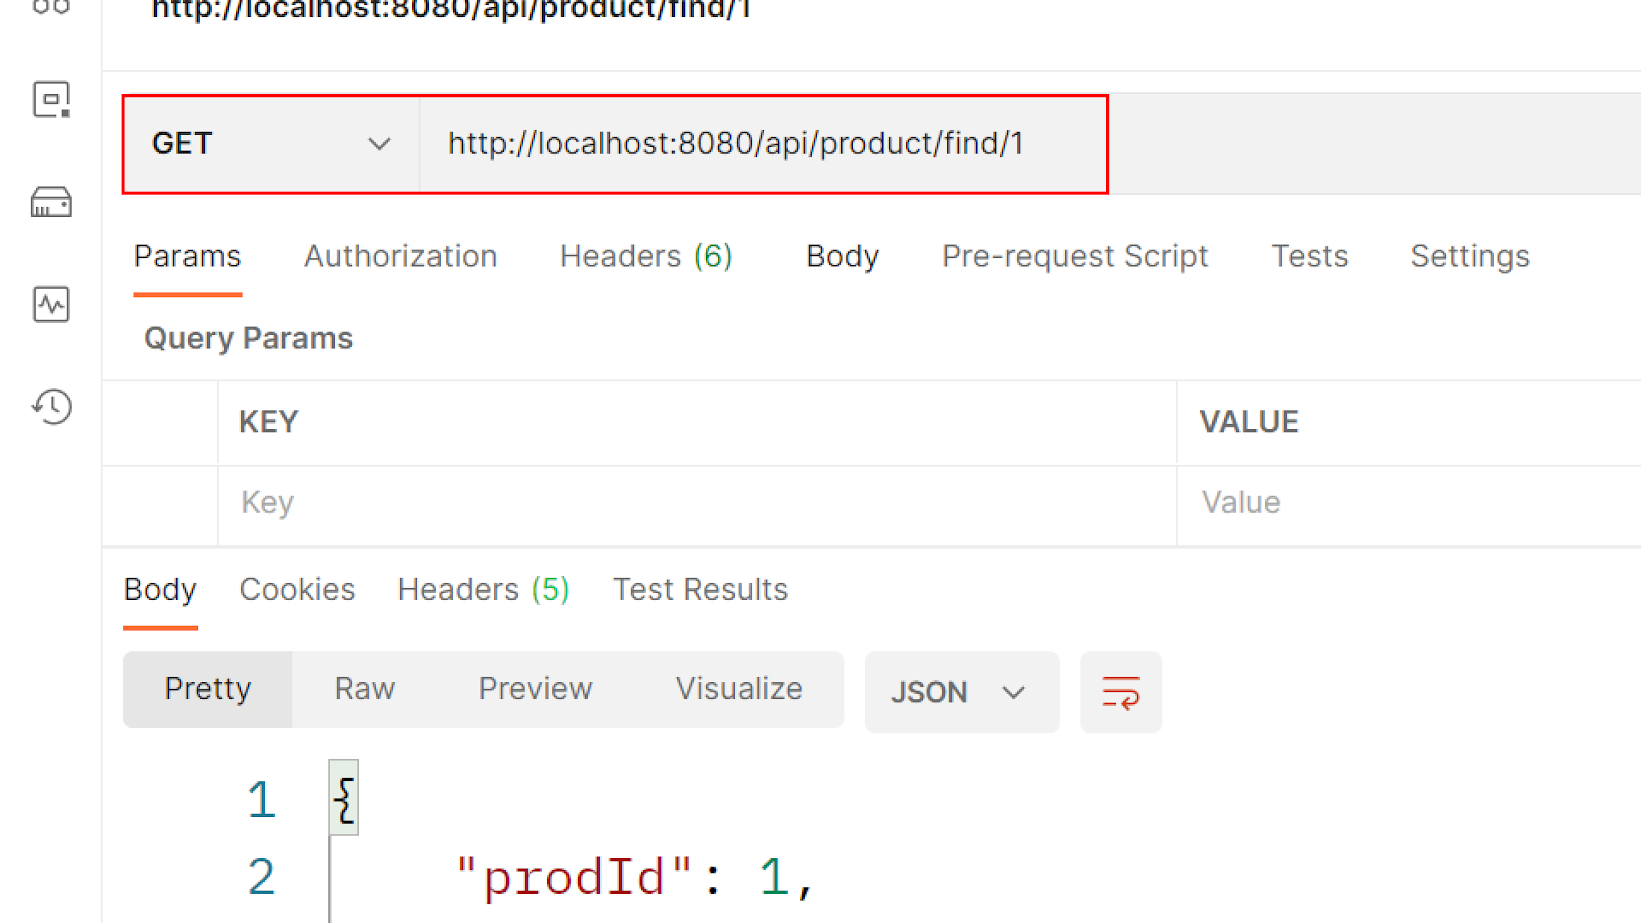 http://localhost:8080/api/product/find/1
GET http://localhost:8080/api/product/find/1
Params Authorization Headers (6) Body Pre-request Script Tests Settings
Query Params
KEY VALUE
Key Value
Body Cookies Headers (5) Test Results
Pretty Raw Preview Visualize JSON
1 {
2 "prodId": 1,